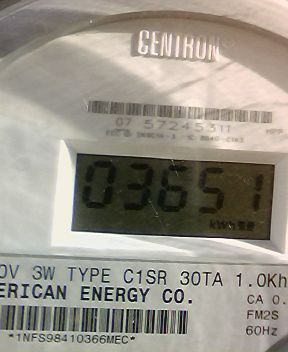 CENTRON
07 57245311
03651
0V 3W TYPE C1SR 30TA 1.0Kh
ERICAN ENERGY CO.
CA 0.
FM2S
60Hz
*1NFS98410366MEC*